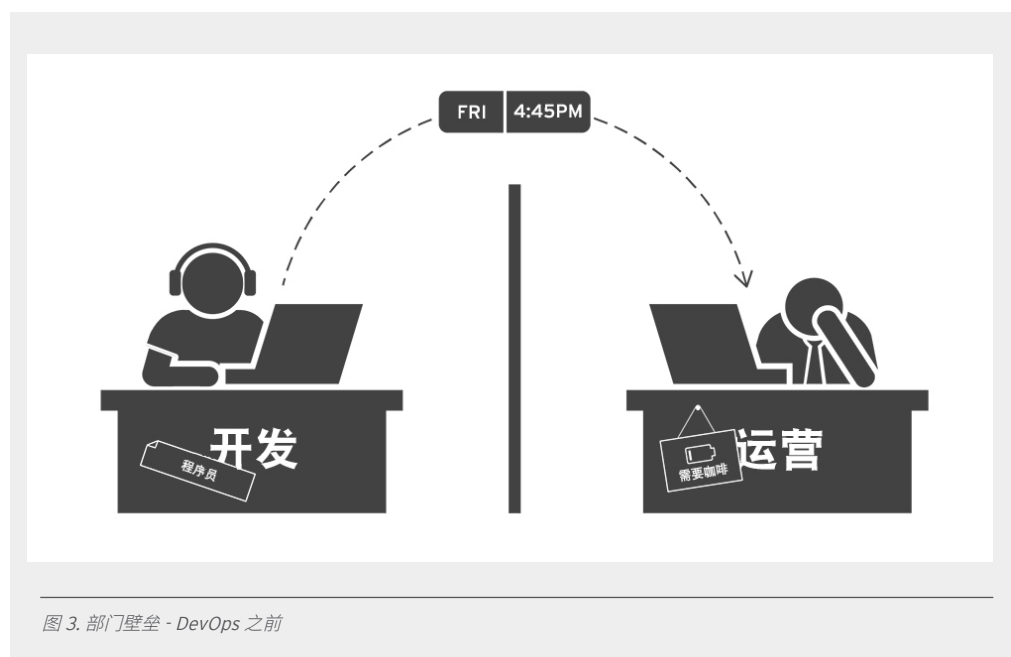 FRI 4:45PM
开发
程序员
运营
需要咖啡
图 3. 部门壁垒 - DevOps 之前